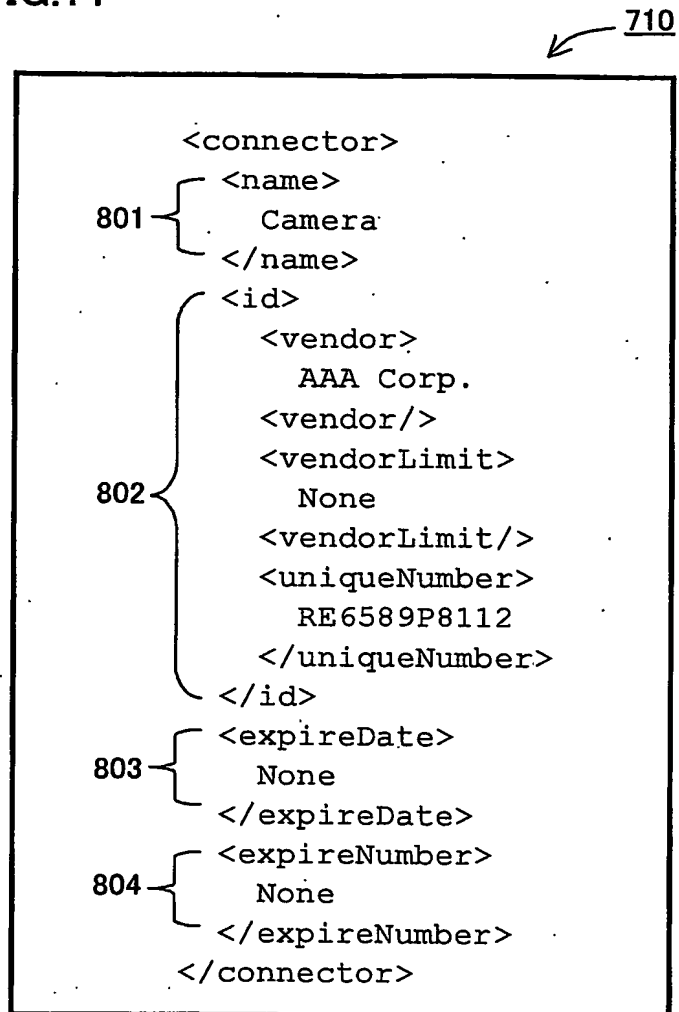 710
<connector>
<name>
801
Camera
</name>
<id>
<vendor>
AAA Corp.
<vendor/>
<vendorLimit>
802
None
<vendorLimit/>
<uniqueNumber>
RE6589P8112
</uniqueNumber>
</id>
<expireDate>
803
None
</expireDate>
<expireNumber>
804
None
</expireNumber>
</connector>